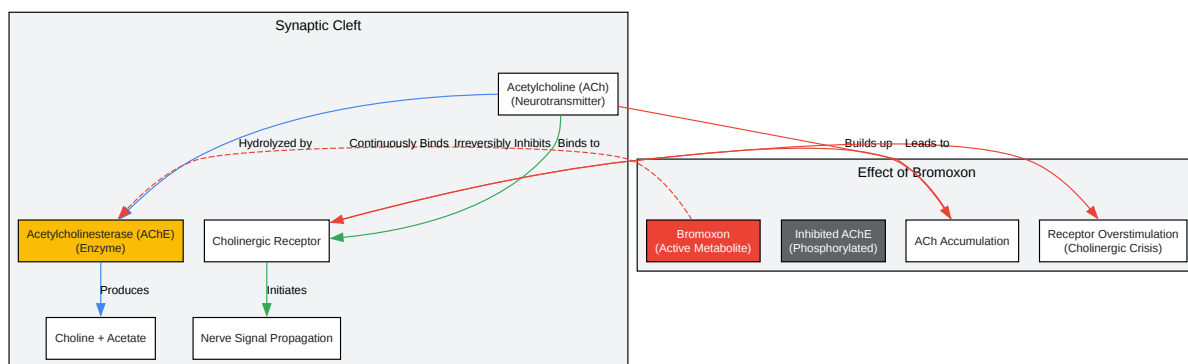 Synaptic Cleft
Acetylcholine (ACh)
(Neurotransmitter)
Hydrolyzed by
Continuously Binds
Irreversibly Inhibits
Binds to
Builds up
Leads to
Effect of Bromoxon
Acetylcholinesterase (AChE)
(Enzyme)
Cholinergic Receptor
Bromoxon
(Active Metabolite)
Inhibited AChE
(Phosphorylated)
ACh Accumulation
Receptor Overstimulation
(Cholinergic Crisis)
Produces
Initiates
Choline + Acetate
Nerve Signal Propagation